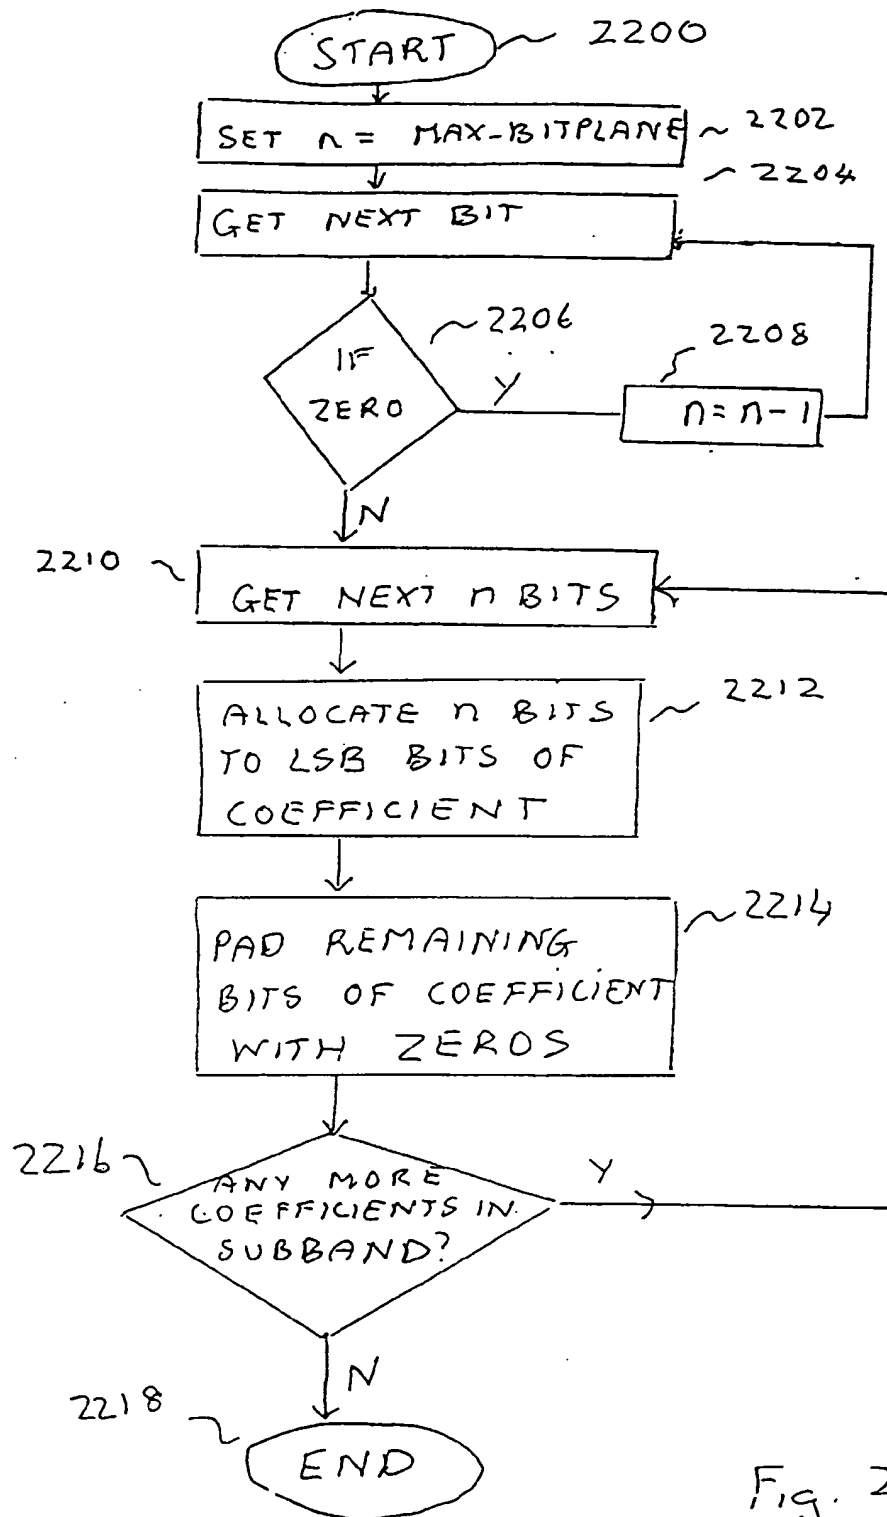 START 2200
SET n = MAX-BITPLANE 2202
2204
GET NEXT BIT
2206
IF
ZERO
Y
2208
n = n - 1
N
2210
GET NEXT n BITS
2212
ALLOCATE n BITS
TO LSB BITS OF
COEFFICIENT
2214
PAD REMAINING
BITS OF COEFFICIENT
WITH ZEROS
2216
ANY MORE
COEFFICIENTS IN
SUBBAND?
Y
N
2218
END
Fig. 2